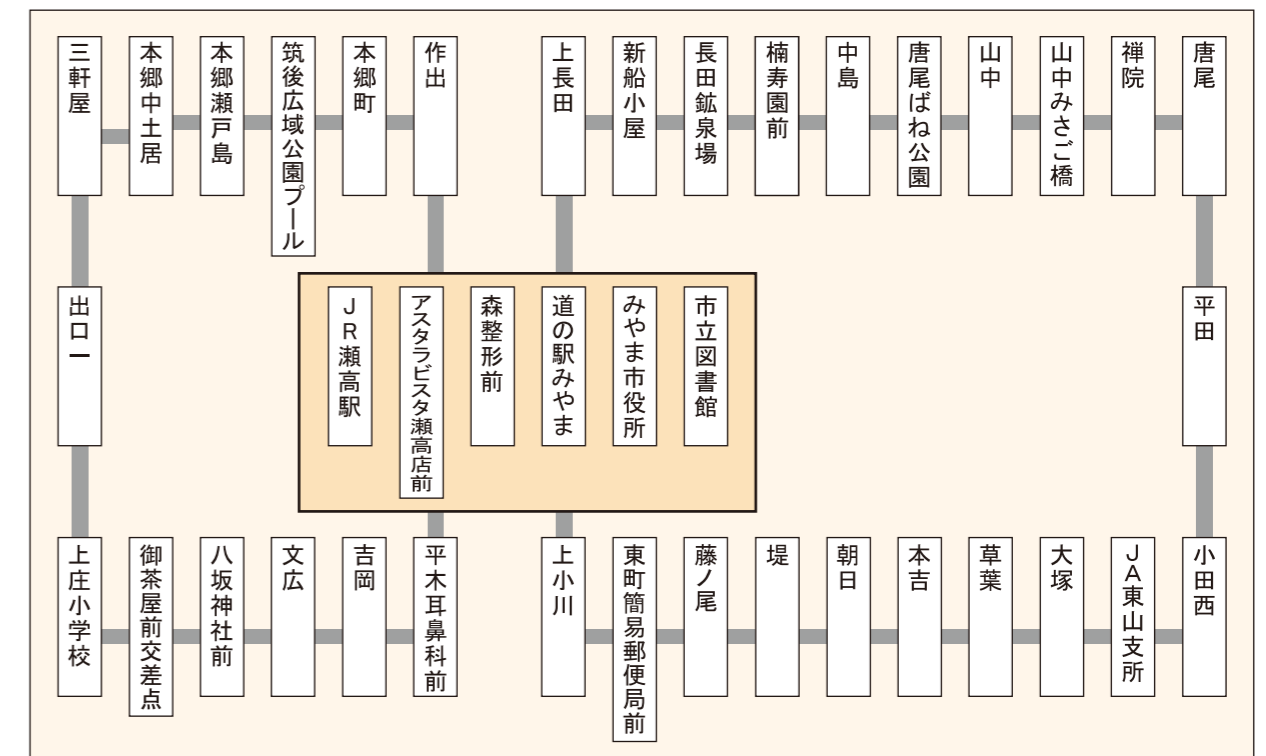 三軒屋
本郷中土居
本郷瀬戸島
筑後広域公園プール
本郷町
作出
上長田
新船小屋
長田鉱泉場
楠寿園前
中島
唐尾ばね公園
山中
山中みさご橋
禅院
唐尾
出口一
JR瀬高駅
アスタラビスタ瀬高店前
森整形前
道の駅みやま
みやま市役所
市立図書館
平田
上庄小学校
御茶屋前交差点
八坂神社前
文広
吉岡
平木耳鼻科前
上小川
東町簡易郵便局前
藤ノ尾
堤
朝日
本吉
草葉
大塚
JA東山支所
小田西